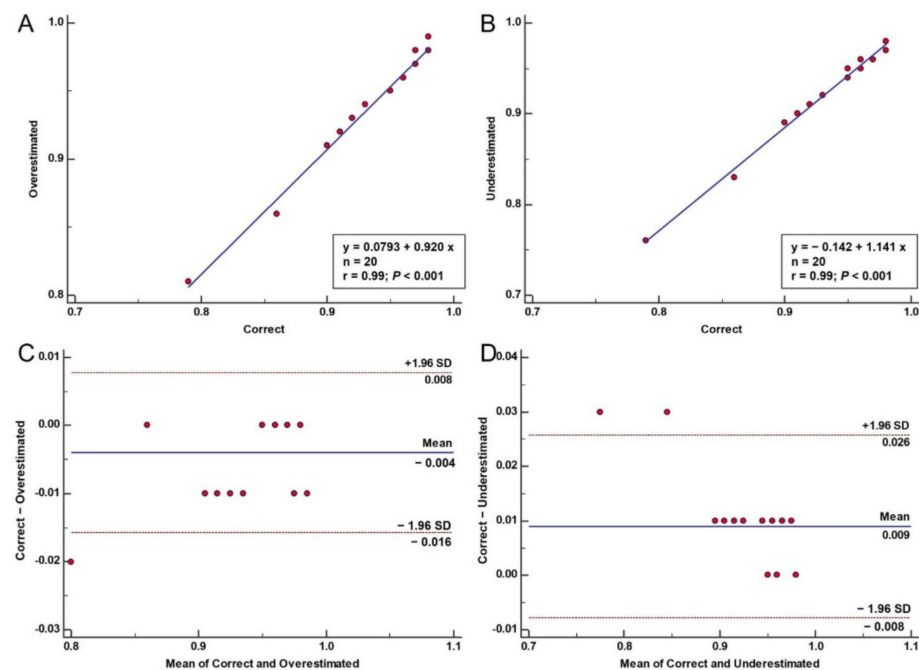 A
1.0
0.9
0.8
Overestimated
0.7 0.8 0.9 1.0
Correct
y = 0.0793 + 0.920 x
n = 20
r = 0.99; P < 0.001
B
1.0
0.9
0.8
0.7
Underestimated
0.7 0.8 0.9 1.0
Correct
y = − 0.142 + 1.141 x
n = 20
r = 0.99; P < 0.001
C
0.01
0.00
-0.01
-0.02
-0.03
Correct − Overestimated
+1.96 SD
0.008
Mean
− 0.004
− 1.96 SD
− 0.016
0.8 0.9 1.0 1.1
Mean of Correct and Overestimated
D
0.04
0.03
0.02
0.01
0.00
-0.01
Correct − Underestimated
+1.96 SD
0.026
Mean
0.009
− 1.96 SD
− 0.008
0.7 0.8 0.9 1.0 1.1
Mean of Correct and Underestimated